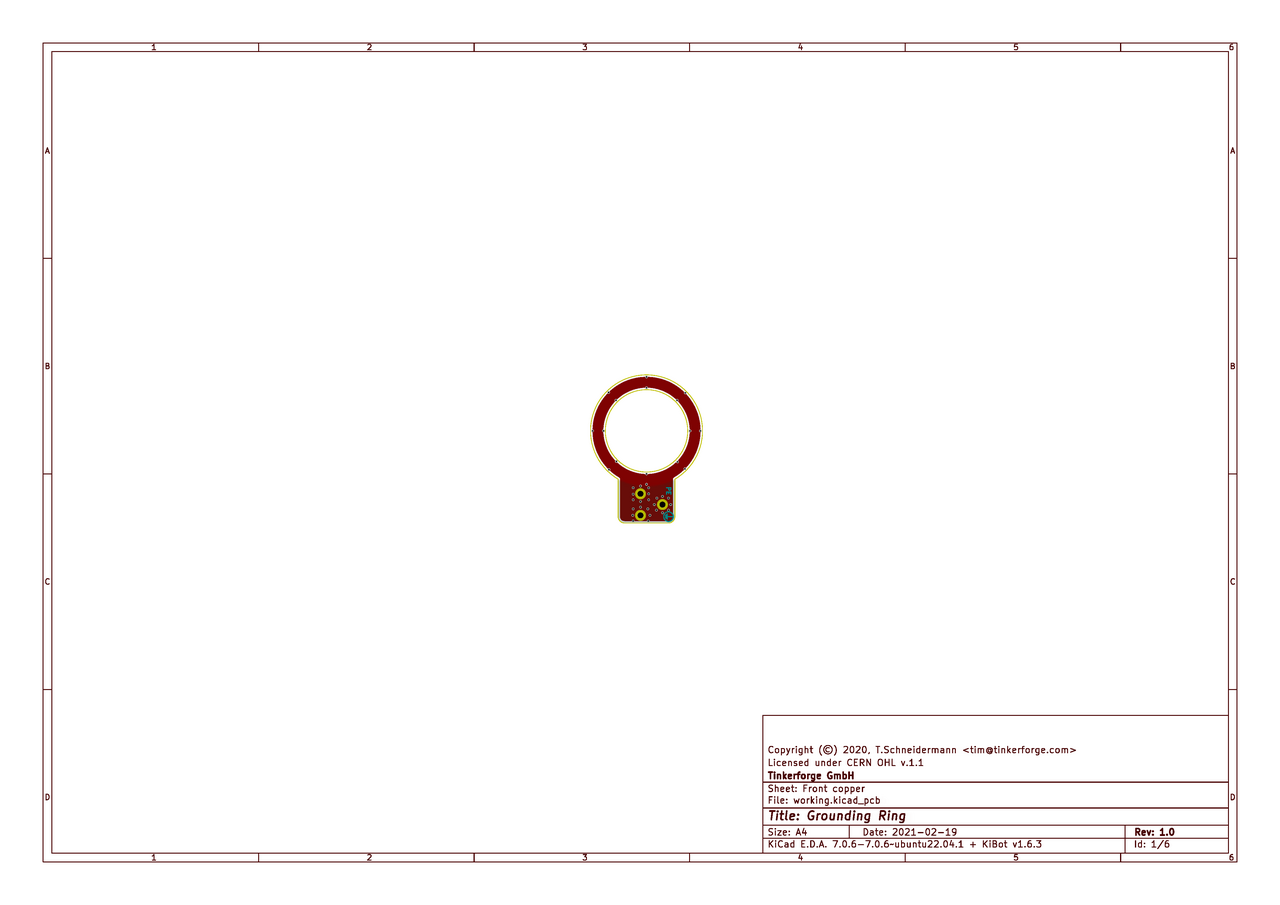 1 2 3 4 5 6
A A
B B
PE
C C
Copyright (©) 2020, T.Schneidermann <tim@tinkerforge.com>
Licensed under CERN OHL v.1.1
Tinkerforge GmbH
Sheet: Front copper
File: working.kicad_pcb
D D
Title: Grounding Ring
Size: A4 Date: 2021-02-19 Rev: 1.0
KiCad E.D.A. 7.0.6-7.0.6~ubuntu22.04.1 + KiBot v1.6.3 Id: 1/6
1 2 3 4 5 6